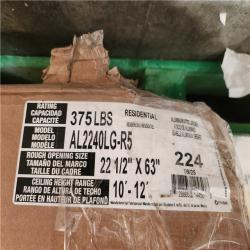 RATING
CAPACIDAD
CAPACITÉ
375 LBS
RESIDENTIAL
MODEL
MODELO
MODÈLE
AL2240LG-R5
ROUGH OPENING SIZE
TAMAÑO DEL MARCO
TAILLE DU CADRE
22 1/2" X 63"
224
CEILING HEIGHT RANGE
RANGO DE ALTURA DE TECHO
PORTÉE EN HAUTEUR DE PLAFOND
10'-12'